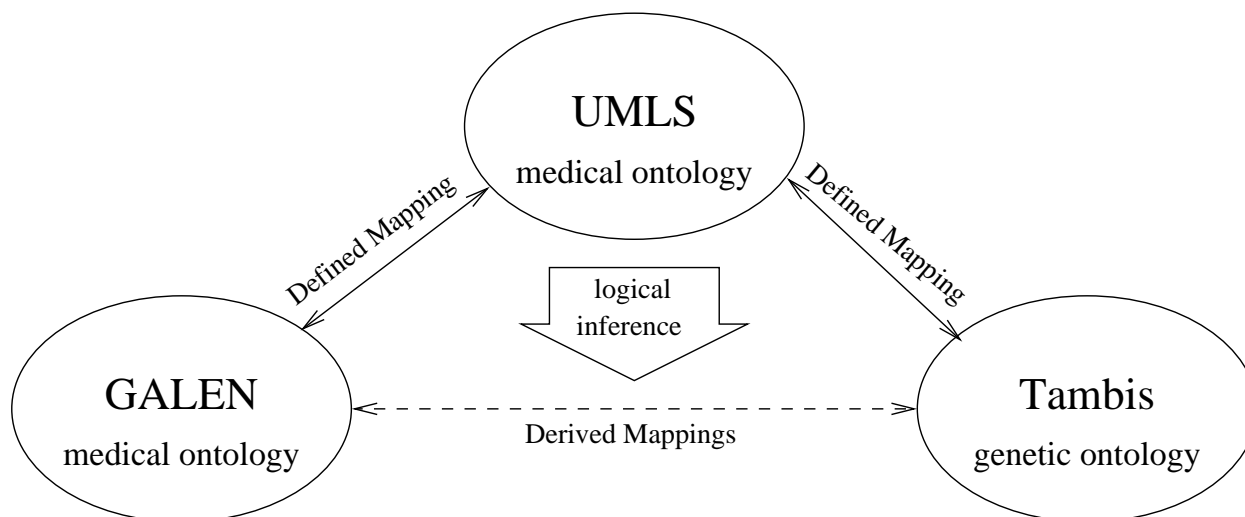 UMLS
medical ontology
Defined Mapping
Defined Mapping
logical
inference
GALEN
medical ontology
Derived Mappings
Tambis
genetic ontology